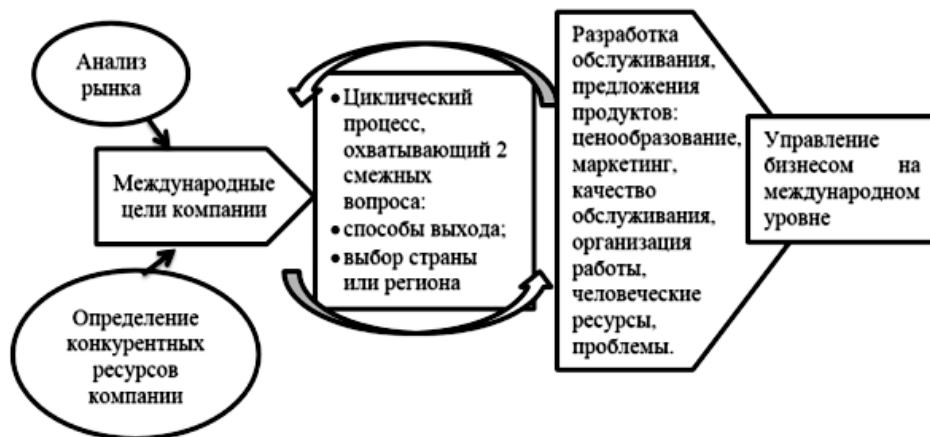 Анализ
рынка
Международные
цели компании
Определение
конкурентных
ресурсов
компании
•Циклический
процесс,
охватывающий 2
смежных
вопроса:
•способы выхода;
•выбор страны
или региона
Разработка
обслуживания,
предложения
продуктов:
ценообразование,
маркетинг,
качество
обслуживания,
организация
работы,
человеческие
ресурсы,
проблемы.
Управление
бизнесом на
международном
уровне